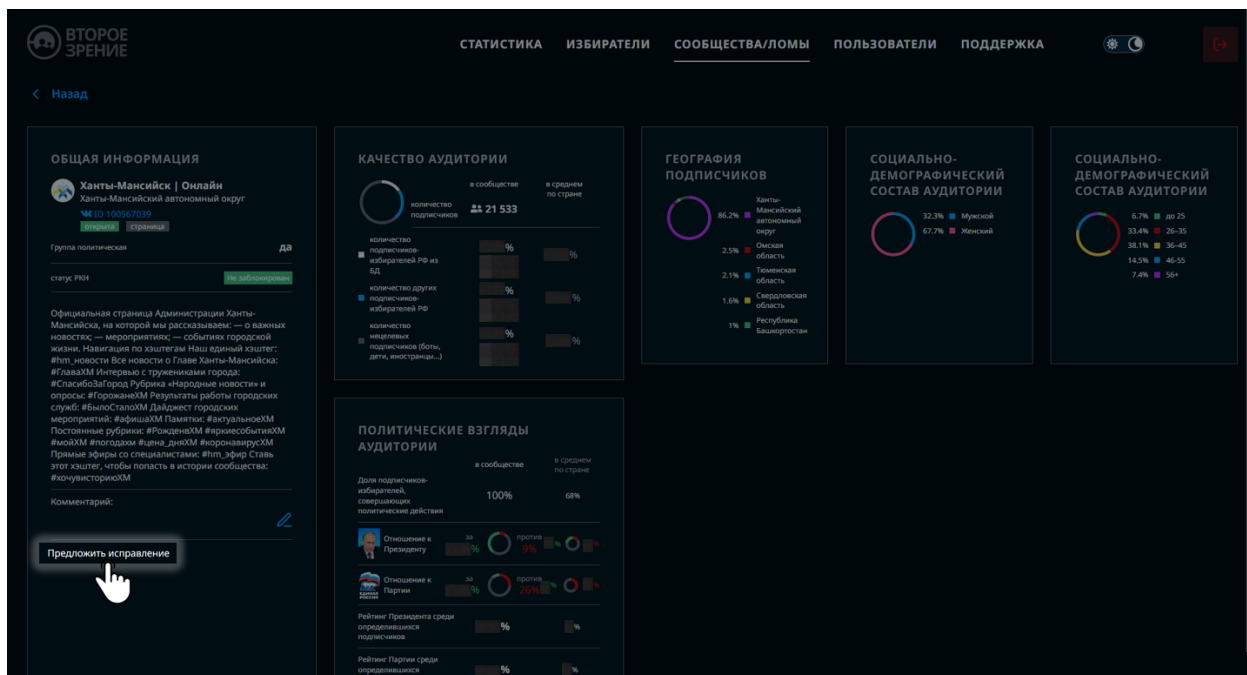 ВТОРОЕ
ЗРЕНИЕ
СТАТИСТИКА
ИЗБИРАТЕЛИ
СООБЩЕСТВА/ЛОМЫ
ПОЛЬЗОВАТЕЛИ
ПОДДЕРЖКА
Назад
ОБЩАЯ ИНФОРМАЦИЯ
Ханты-Мансийск | Онлайн
Ханты-Мансийский автономный округ
ID 100567039
открыта страница
Группа политическая да
статус РКН Не заблокирован
Официальная страница Администрации Ханты-
Мансийска, на которой мы рассказываем: — о важных
новостях; — мероприятиях; — событиях городской
жизни. Навигация по хэштегам Наш единый хэштег:
#hm_новости Все новости о Главе Ханты-Мансийска:
#ГлаваХМ Интервью с тружениками города:
#СпасибоЗаГород Рубрика «Народные новости» и
опросы: #ГорожанеХМ Результаты работы городских
служб: #БылоСталоХМ Дайджест городских
мероприятий: #афишаХМ Памятки: #актуальноеХМ
Постоянные рубрики: #РожденвХМ #яркиесобытияХМ
#мойХМ #погодахм #цена_дняХМ #коронавирусХМ
Прямые эфиры со специалистами: #hm_эфир Ставь
этот хэштег, чтобы попасть в истории сообщества:
#хочувисториюХМ
Комментарий:
Предложить исправление
КАЧЕСТВО АУДИТОРИИ
в сообществе
в среднем
по стране
количество
подписчиков
21 533
количество
подписчиков-
избирателей РФ из
БД
%
%
количество других
подписчиков-
избирателей РФ
%
%
количество
нецелевых
подписчиков (боты,
дети, иностранцы...)
%
%
ПОЛИТИЧЕСКИЕ ВЗГЛЯДЫ
АУДИТОРИИ
в сообществе
в среднем
по стране
Доля подписчиков-
избирателей,
совершающих
политические действия
100%
68%
Отношение к
Президенту
за
%
против
9%
%
%
ЕДИНАЯ
РОССИЯ
Отношение к
Партии
за
%
против
26%
%
%
Рейтинг Президента среди
определившихся
подписчиков
%
%
Рейтинг Партии среди
определившихся
%
%
ГЕОГРАФИЯ
ПОДПИСЧИКОВ
86.2%
Ханты-
Мансийский
автономный
округ
2.5%
Омская
область
2.1%
Тюменская
область
1.6%
Свердловская
область
1%
Республика
Башкортостан
СОЦИАЛЬНО-
ДЕМОГРАФИЧЕСКИЙ
СОСТАВ АУДИТОРИИ
32.3% Мужской
67.7% Женский
СОЦИАЛЬНО-
ДЕМОГРАФИЧЕСКИЙ
СОСТАВ АУДИТОРИИ
6.7% до 25
33.4% 26-35
38.1% 36-45
14.5% 46-55
7.4% 56+